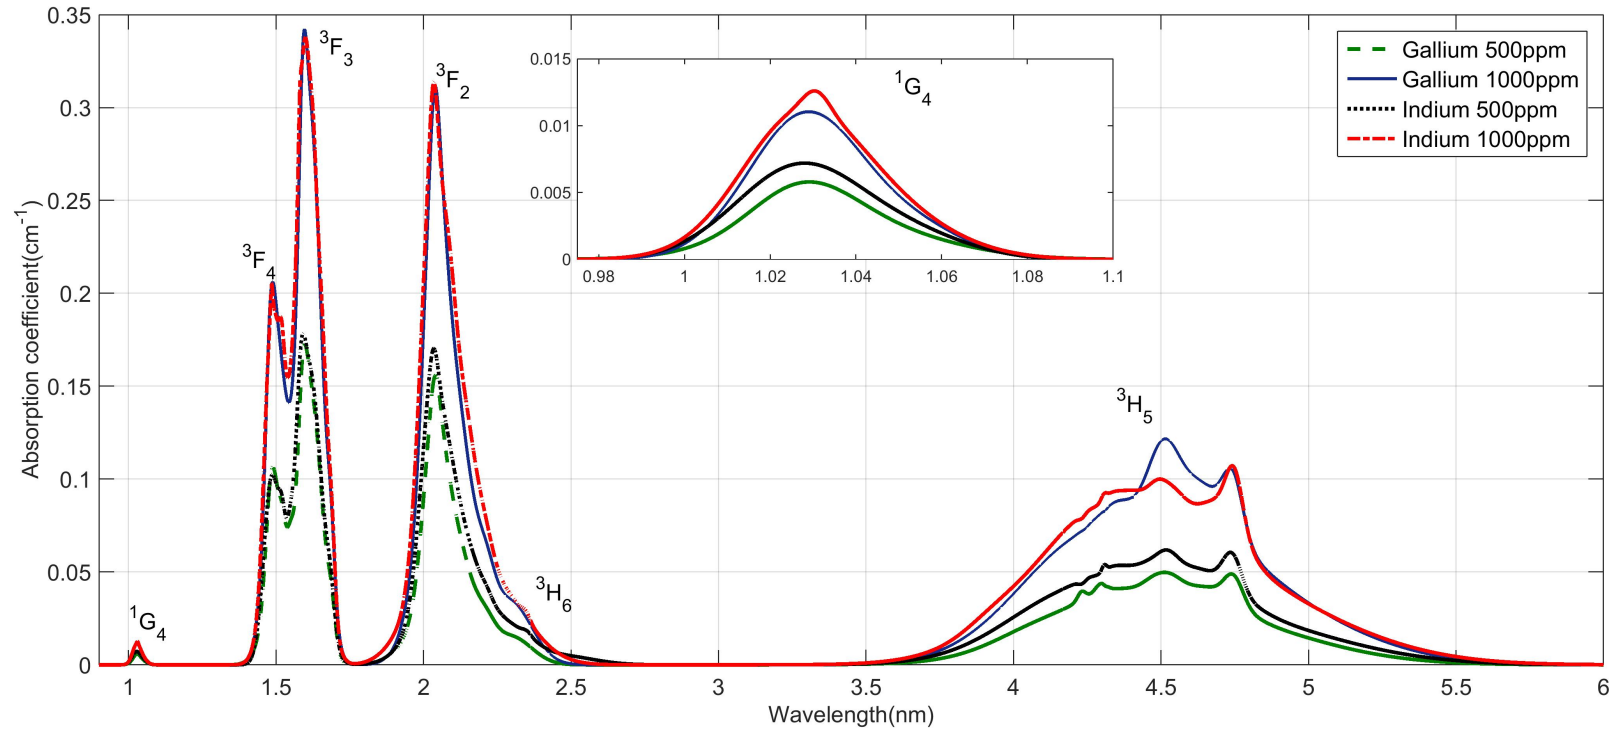 0.35
0.3
0.25
0.2
0.15
0.1
0.05
0
Absorption coefficient(cm⁻¹)
³F₃
³F₂
³F₄
¹G₄
³H₆
³H₅
0.015
0.01
0.005
0
¹G₄
0.98 1 1.02 1.04 1.06 1.08 1.1
Gallium 500ppm
Gallium 1000ppm
Indium 500ppm
Indium 1000ppm
1 1.5 2 2.5 3 3.5 4 4.5 5 5.5 6
Wavelength(nm)